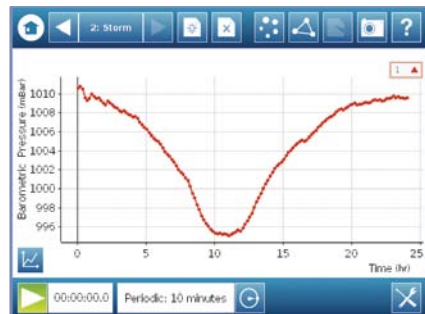 2: Storm
?
1 ▲
Barometric Pressure (mBar)
1010
1008
1006
1004
1002
1000
998
996
0 5 10 15 20 25
Time (hr)
00:00:00.0 Periodic: 10 minutes